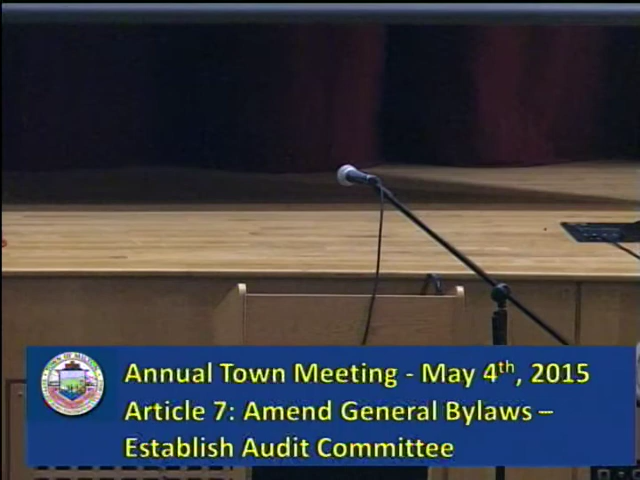 Annual Town Meeting - May 4th, 2015
Article 7: Amend General Bylaws –
Establish Audit Committee